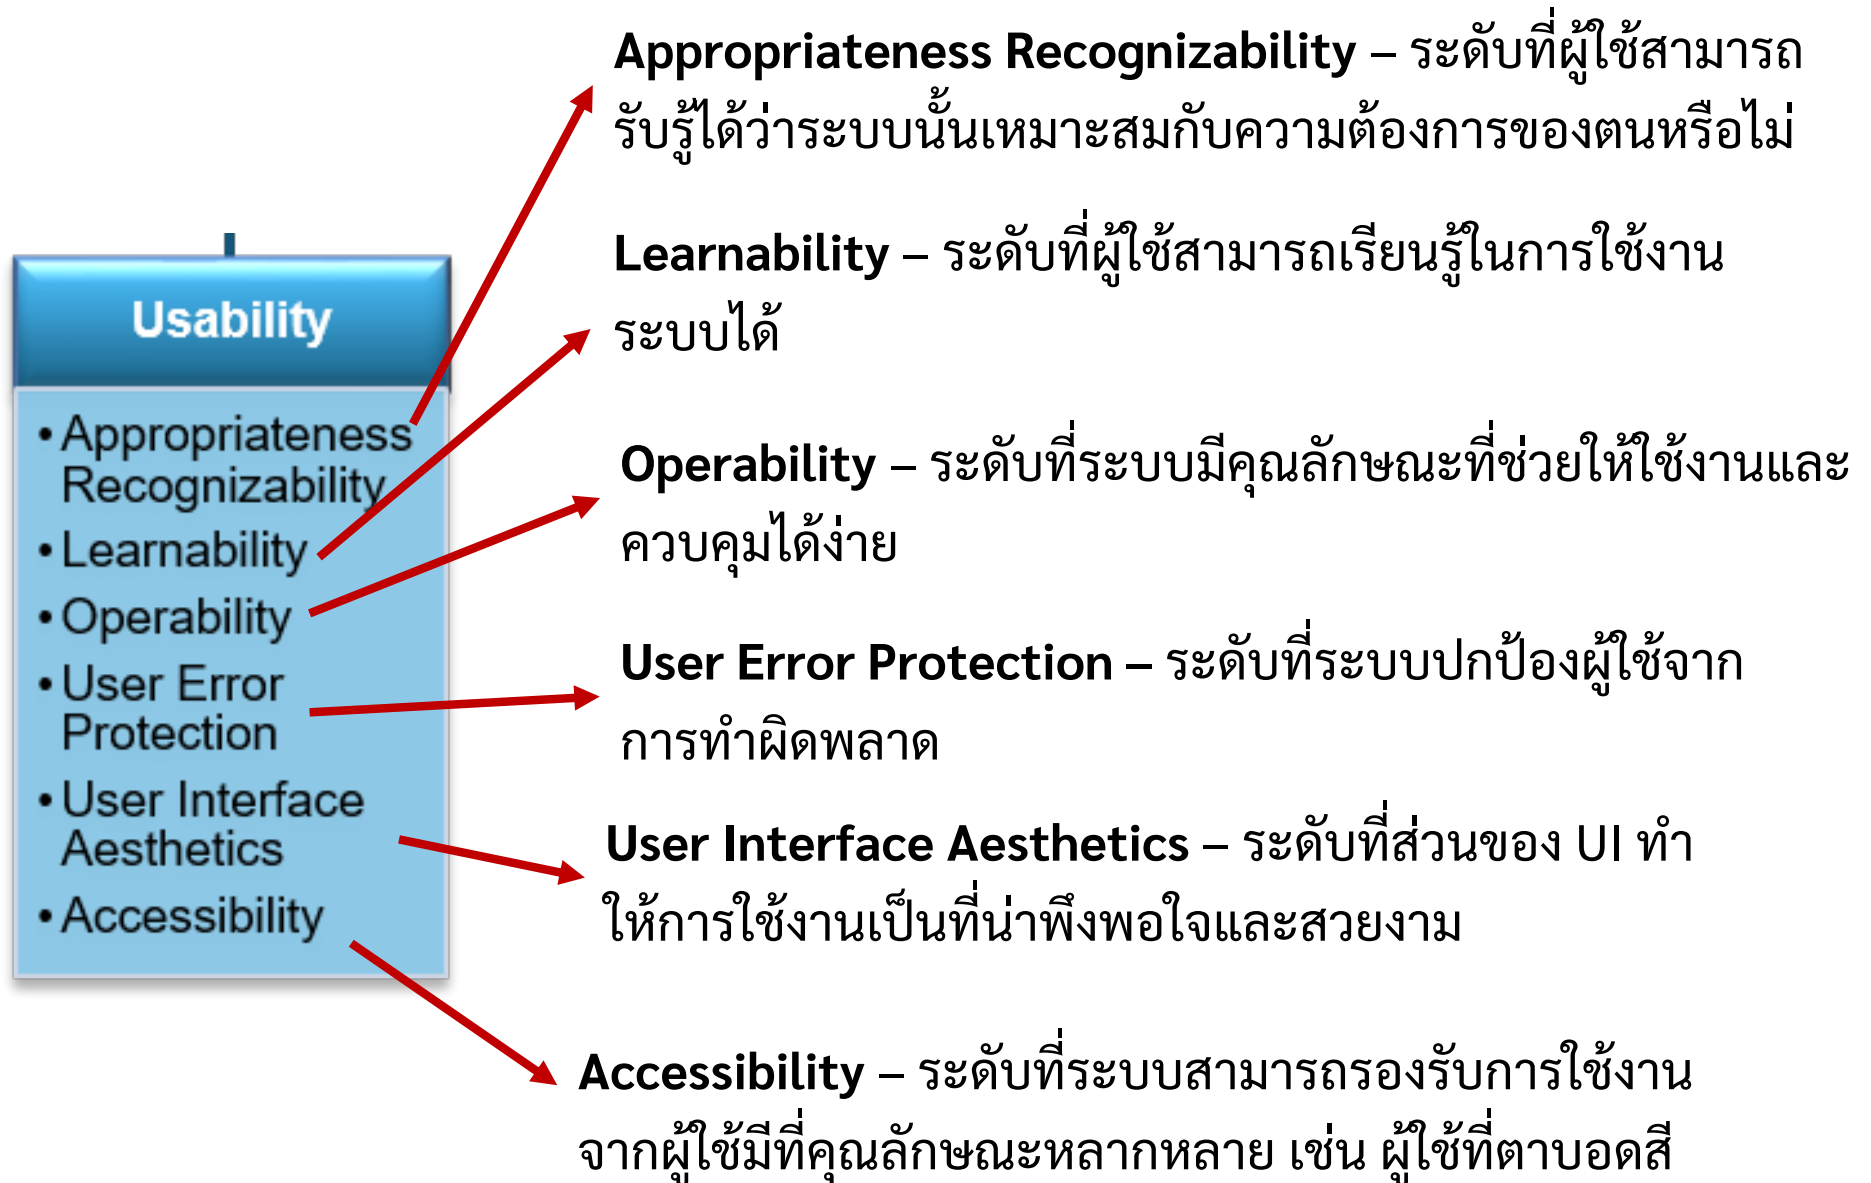 Usability
• Appropriateness
Recognizability
• Learnability
• Operability
• User Error
Protection
• User Interface
Aesthetics
• Accessibility
Appropriateness Recognizability – ระดับที่ผู้ใช้สามารถ
รับรู้ได้ว่าระบบนั้นเหมาะสมกับความต้องการของตนหรือไม่
Learnability – ระดับที่ผู้ใช้สามารถเรียนรู้ในการใช้งาน
ระบบได้
Operability – ระดับที่ระบบมีคุณลักษณะที่ช่วยให้ใช้งานและ
ควบคุมได้ง่าย
User Error Protection – ระดับที่ระบบปกป้องผู้ใช้จาก
การทำผิดพลาด
User Interface Aesthetics – ระดับที่ส่วนของ UI ทำ
ให้การใช้งานเป็นที่น่าพึงพอใจและสวยงาม
Accessibility – ระดับที่ระบบสามารถรองรับการใช้งาน
จากผู้ใช้มีที่คุณลักษณะหลากหลาย เช่น ผู้ใช้ที่ตาบอดสี